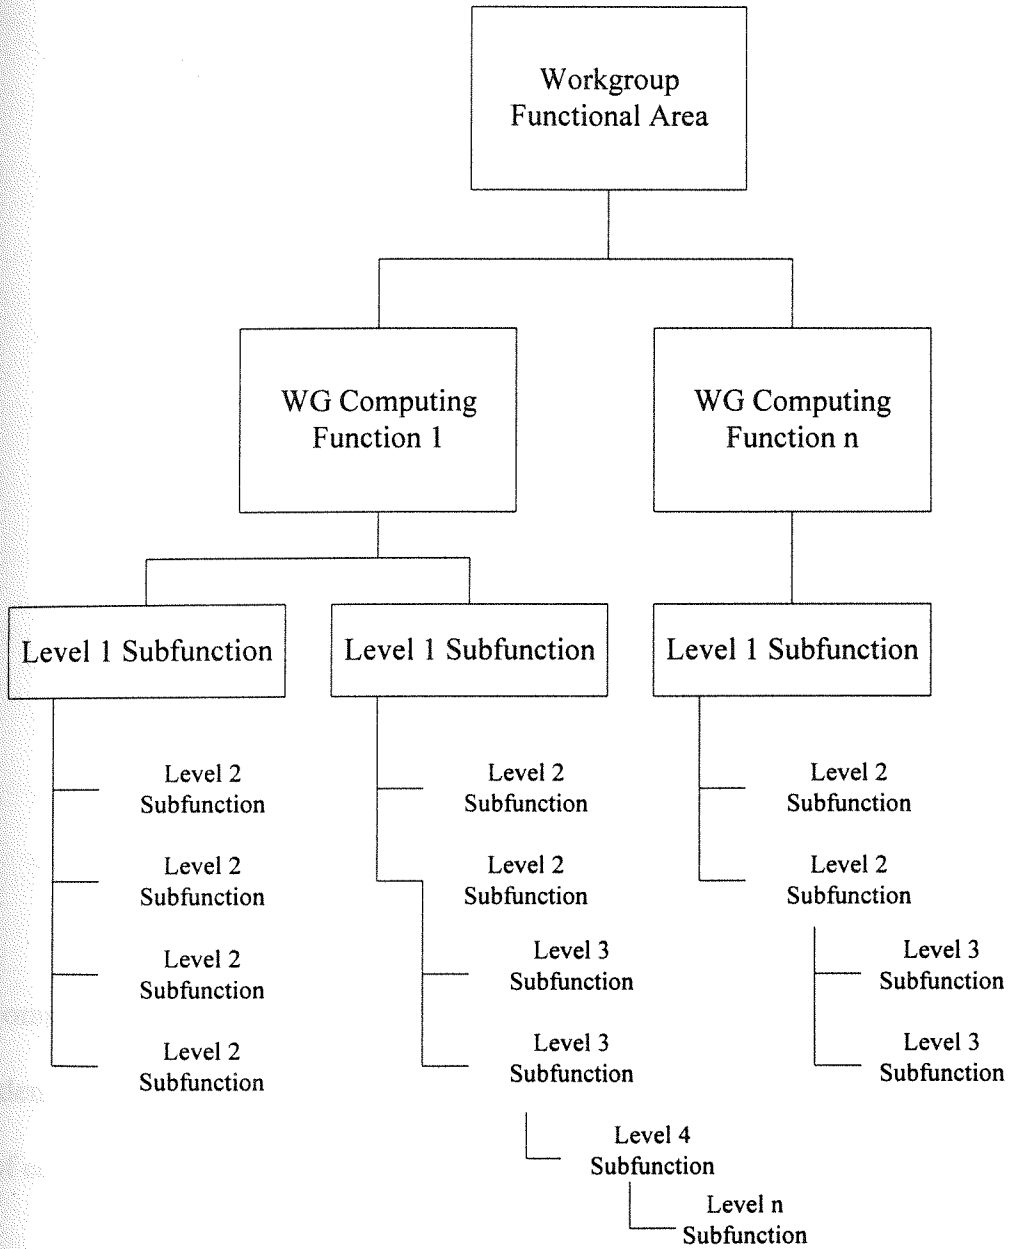 Workgroup
Functional Area
WG Computing
Function 1
WG Computing
Function n
Level 1 Subfunction
Level 1 Subfunction
Level 1 Subfunction
Level 2
Subfunction
Level 2
Subfunction
Level 2
Subfunction
Level 2
Subfunction
Level 2
Subfunction
Level 2
Subfunction
Level 3
Subfunction
Level 3
Subfunction
Level 4
Subfunction
Level n
Subfunction
Level 2
Subfunction
Level 2
Subfunction
Level 3
Subfunction
Level 3
Subfunction